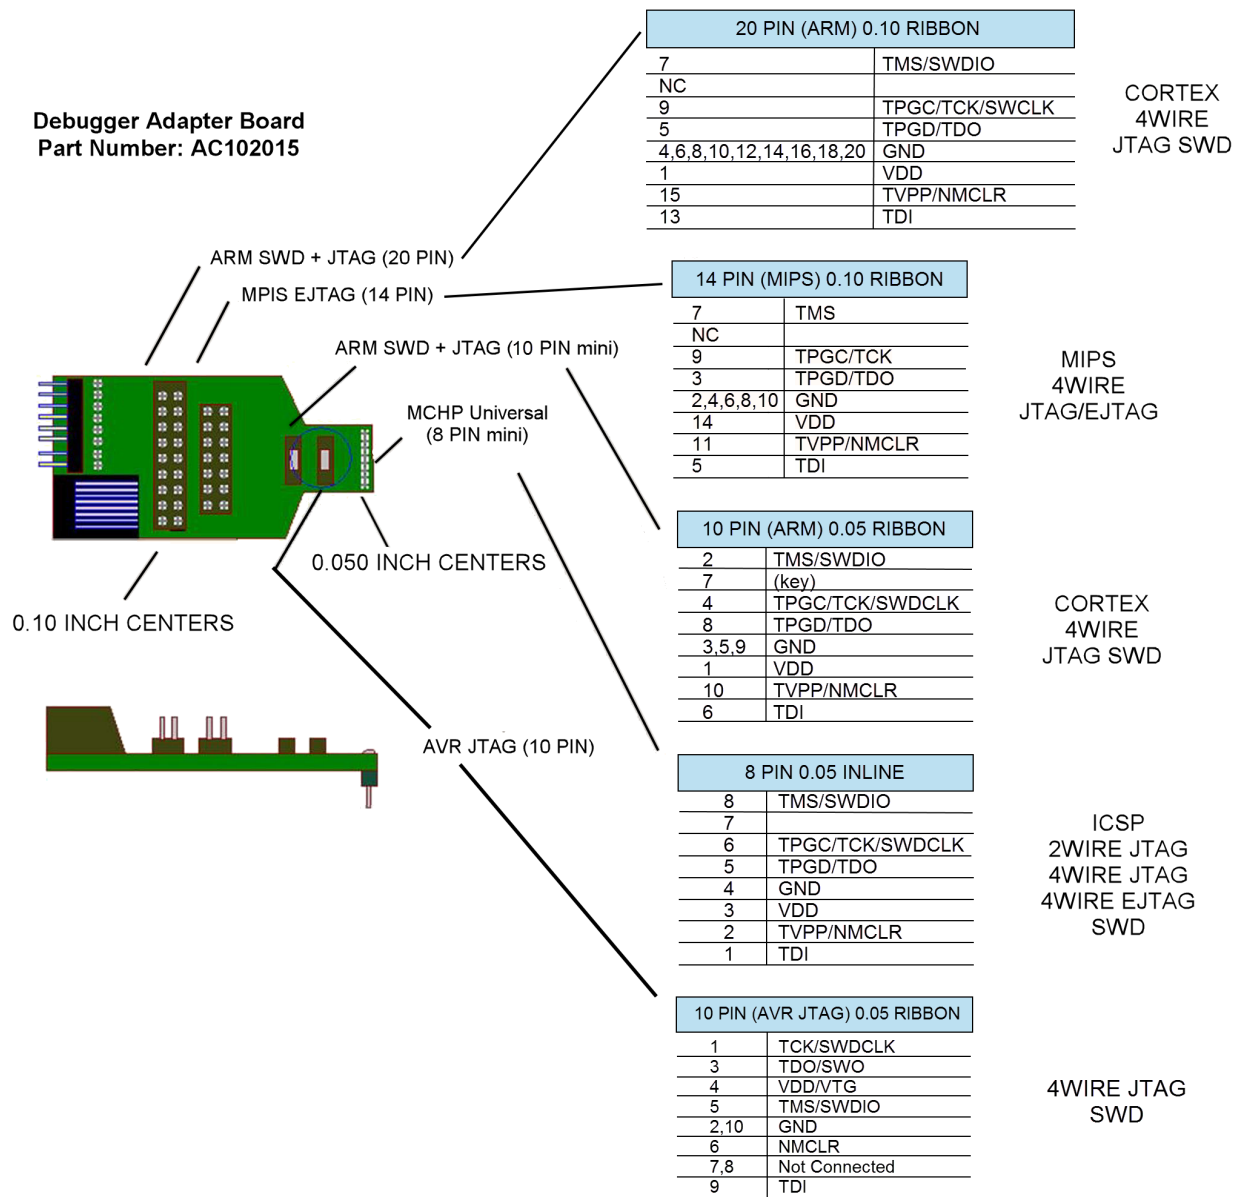 Debugger Adapter Board
Part Number: AC102015
ARM SWD + JTAG (20 PIN)
MPIS EJTAG (14 PIN)
ARM SWD + JTAG (10 PIN mini)
MCHP Universal
(8 PIN mini)
0.050 INCH CENTERS
0.10 INCH CENTERS
AVR JTAG (10 PIN)
20 PIN (ARM) 0.10 RIBBON
7 TMS/SWDIO
NC
9 TPGC/TCK/SWCLK
5 TPGD/TDO
4,6,8,10,12,14,16,18,20 GND
1 VDD
15 TVPP/NMCLR
13 TDI
CORTEX
4WIRE
JTAG SWD
14 PIN (MIPS) 0.10 RIBBON
7 TMS
NC
9 TPGC/TCK
3 TPGD/TDO
2,4,6,8,10 GND
14 VDD
11 TVPP/NMCLR
5 TDI
MIPS
4WIRE
JTAG/EJTAG
10 PIN (ARM) 0.05 RIBBON
2 TMS/SWDIO
7 (key)
4 TPGC/TCK/SWDCLK
8 TPGD/TDO
3,5,9 GND
1 VDD
10 TVPP/NMCLR
6 TDI
CORTEX
4WIRE
JTAG SWD
8 PIN 0.05 INLINE
8 TMS/SWDIO
7
6 TPGC/TCK/SWDCLK
5 TPGD/TDO
4 GND
3 VDD
2 TVPP/NMCLR
1 TDI
ICSP
2WIRE JTAG
4WIRE JTAG
4WIRE EJTAG
SWD
10 PIN (AVR JTAG) 0.05 RIBBON
1 TCK/SWDCLK
3 TDO/SWO
4 VDD/VTG
5 TMS/SWDIO
2,10 GND
6 NMCLR
7,8 Not Connected
9 TDI
4WIRE JTAG
SWD